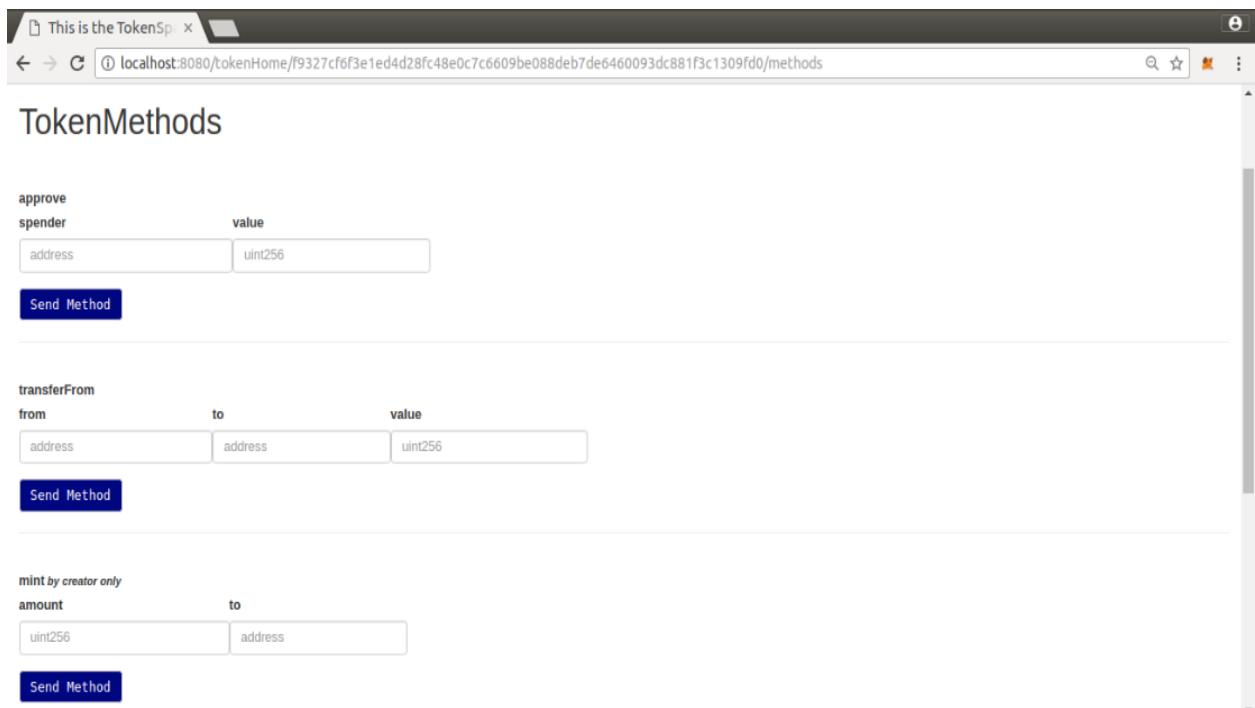 This is the TokenSp
localhost:8080/tokenHome/f9327cf6f3e1ed4d28fc48e0c7c6609be088deb7de6460093dc881f3c1309fd0/methods
TokenMethods
approve
spender value
address uint256
Send Method
transferFrom
from to value
address address uint256
Send Method
mint by creator only
amount to
uint256 address
Send Method